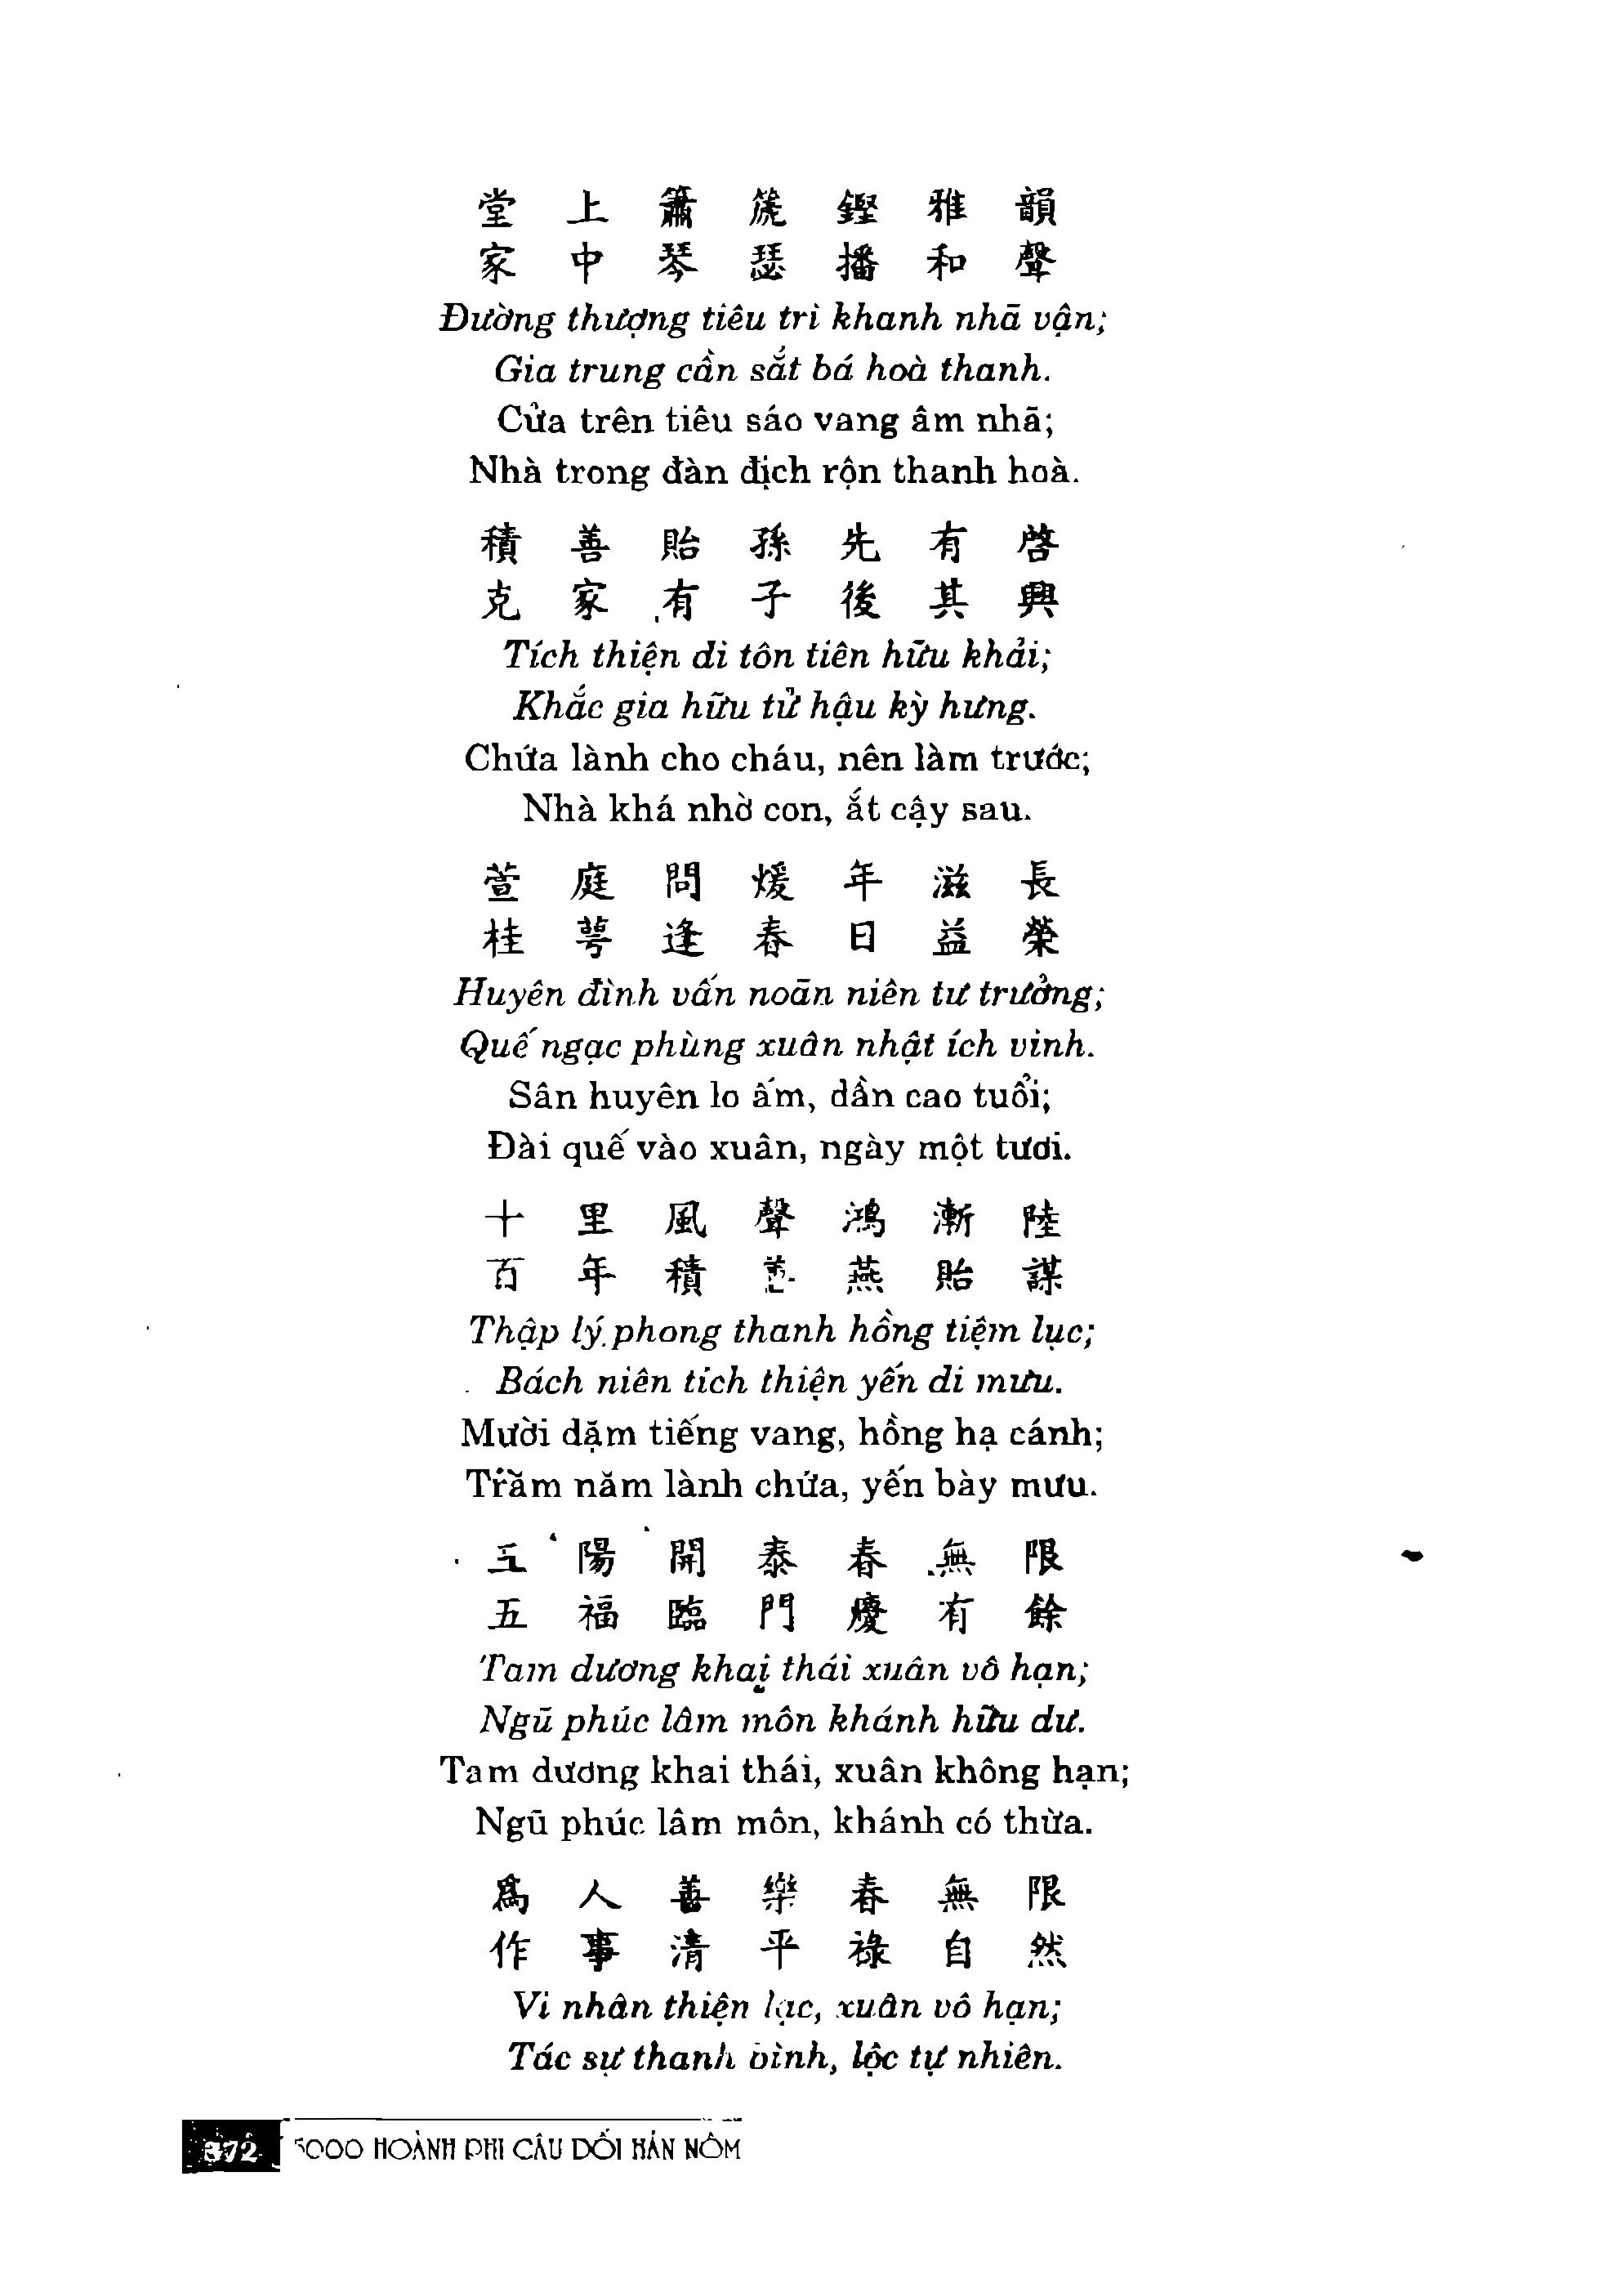 堂 上 簫 篪 鏗 雅 韻
家 中 琴 瑟 播 和 聲
Đường thượng tiêu trì khanh nhã vận;
Gia trung cần sắt bá hoà thanh.
Cửa trên tiêu sáo vang âm nhã;
Nhà trong đàn địch rộn thanh hoà.
積 善 貽 孫 先 有 啓
克 家 有 子 後 其 興
Tích thiện di tôn tiên hữu khải;
Khắc gia hữu tử hậu kỳ hưng.
Chứa lành cho cháu, nên làm trước;
Nhà khá nhờ con, ắt cậy sau.
萱 庭 問 煖 年 滋 長
桂 萼 逢 春 日 益 榮
Huyên đình vấn noãn niên tư trưởng;
Quế ngạc phùng xuân nhật ích vinh.
Sân huyên lo ấm, dần cao tuổi;
Đài quế vào xuân, ngày một tươi.
十 里 風 聲 鴻 漸 陸
百 年 積 燕 貽 謀
Thập lý phong thanh hồng tiệm lục;
Bách niên tích thiện yến di mưu.
Mười dặm tiếng vang, hồng hạ cánh;
Trăm năm lành chứa, yến bày mưu.
陽 開 泰 春 無 限
五 福 臨 門 慶 有 餘
Tam dương khai thái xuân vô hạn;
Ngũ phúc lâm môn khánh hữu dư.
Tam dương khai thái, xuân không hạn;
Ngũ phúc lâm môn, khánh có thừa.
爲 人 善 樂 春 無 限
作 事 清 平 祿 自 然
Vi nhân thiện lạc, xuân vô hạn;
Tác sự thanh bình, lộc tự nhiên.
372 5000 HOÀNH PHI CÂU ĐỐI HÁN NÔM